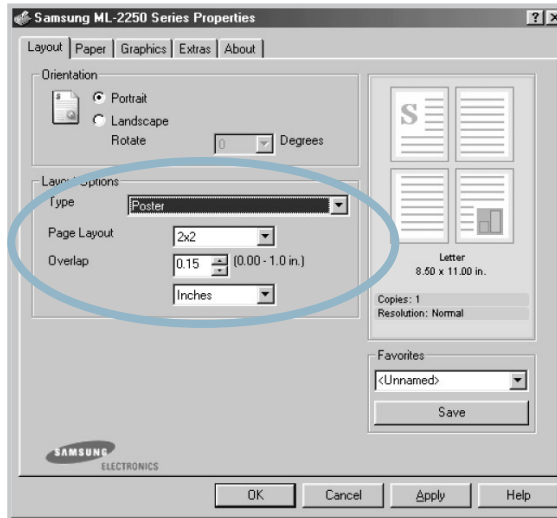 Samsung ML-2250 Series Properties
Layout Paper Graphics Extras About
Orientation
Portrait
Landscape
Rotate 0 Degrees
Layout Options
Type Poster
Page Layout 2x2
Overlap 0.15 (0.00 - 1.0 in.)
Inches
S
Letter
8.50 x 11.00 in.
Copies: 1
Resolution: Normal
Favorites
<Unnamed>
Save
SAMSUNG
ELECTRONICS
OK Cancel Apply Help